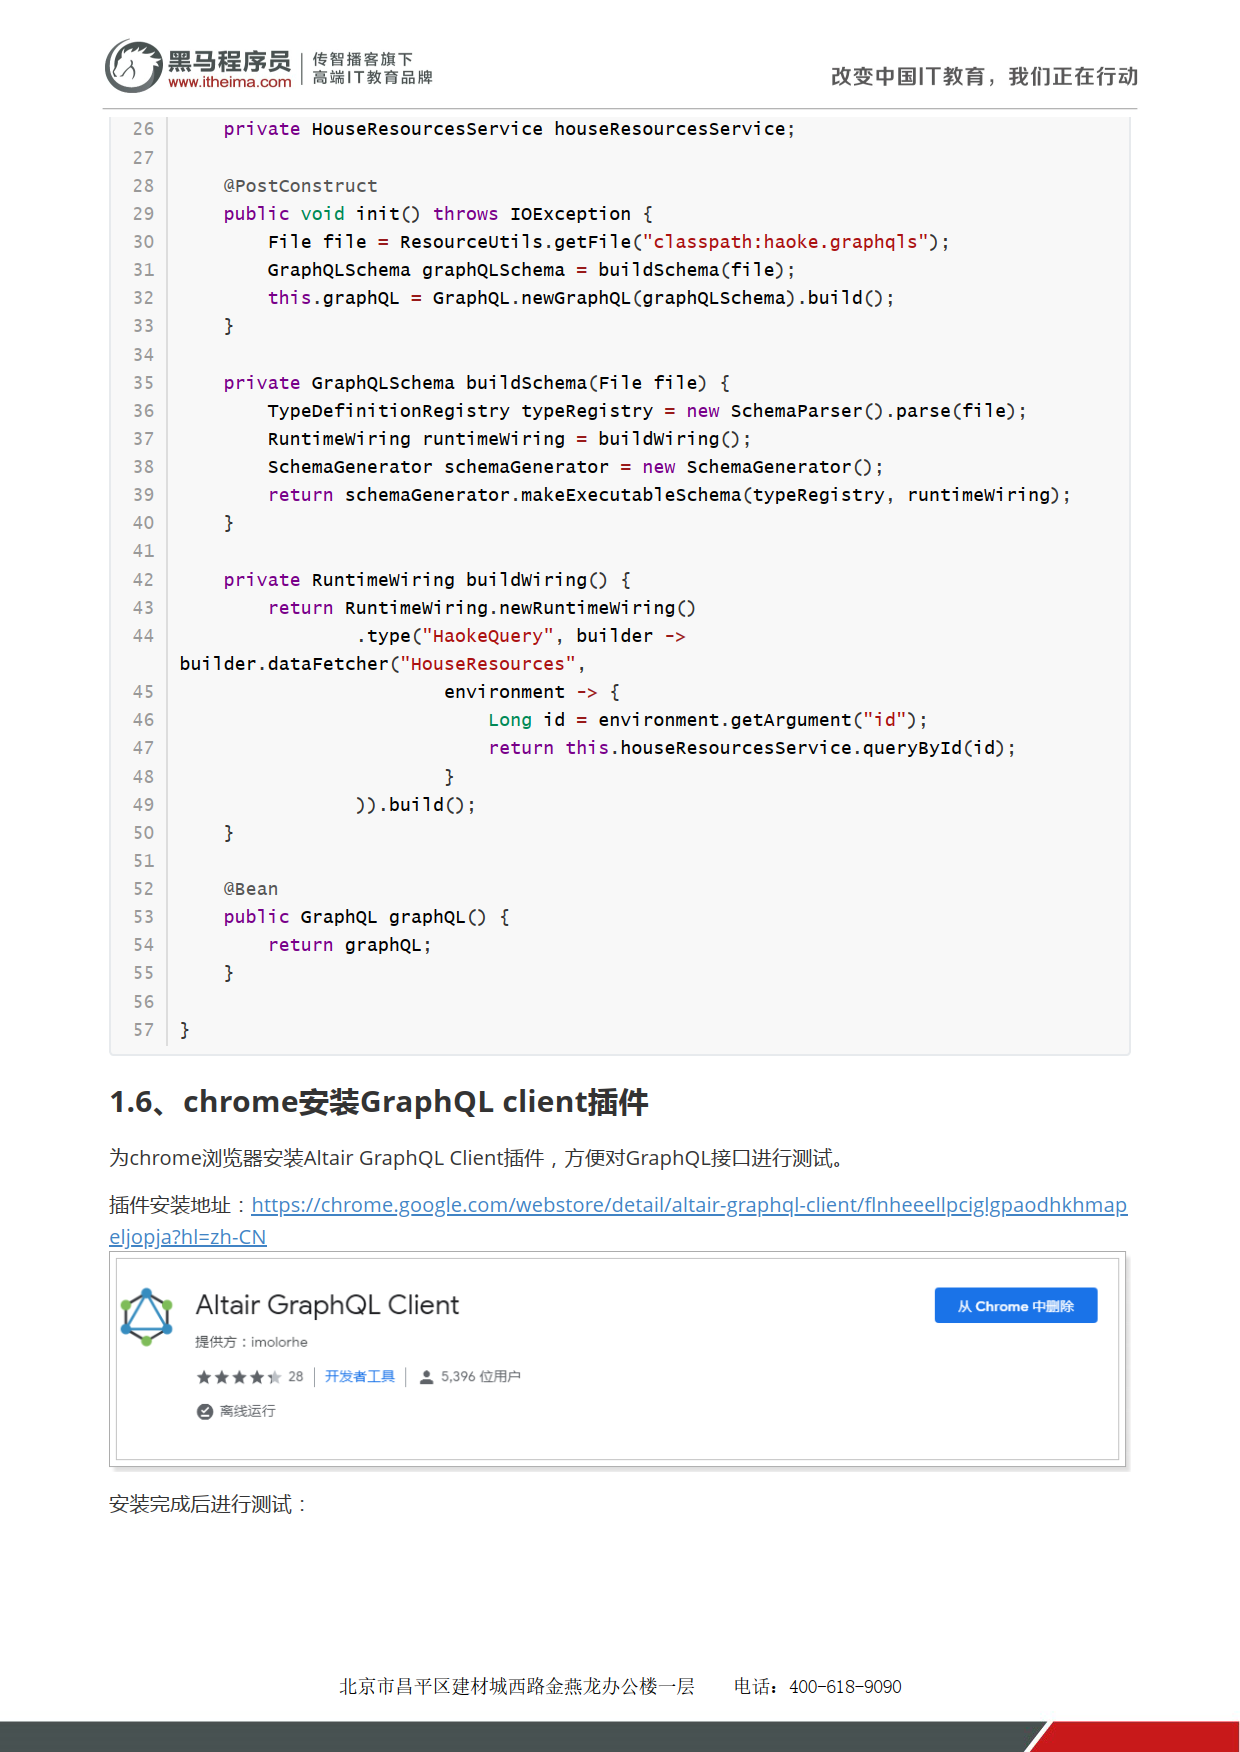 黑马程序员
www.itheima.com
传智播客旗下
高端IT教育品牌
改变中国IT教育，我们正在行动
26     private HouseResourcesService houseResourcesService;
27
28     @PostConstruct
29     public void init() throws IOException {
30         File file = ResourceUtils.getFile("classpath:haoke.graphqls");
31         GraphQLSchema graphQLSchema = buildSchema(file);
32         this.graphQL = GraphQL.newGraphQL(graphQLSchema).build();
33     }
34
35     private GraphQLSchema buildSchema(File file) {
36         TypeDefinitionRegistry typeRegistry = new SchemaParser().parse(file);
37         RuntimeWiring runtimeWiring = buildWiring();
38         SchemaGenerator schemaGenerator = new SchemaGenerator();
39         return schemaGenerator.makeExecutableSchema(typeRegistry, runtimeWiring);
40     }
41
42     private RuntimeWiring buildWiring() {
43         return RuntimeWiring.newRuntimeWiring()
44                 .type("HaokeQuery", builder ->
builder.dataFetcher("HouseResources",
45                         environment -> {
46                             Long id = environment.getArgument("id");
47                             return this.houseResourcesService.queryById(id);
48                         }
49                 )).build();
50     }
51
52     @Bean
53     public GraphQL graphQL() {
54         return graphQL;
55     }
56
57 }
1.6、chrome安装GraphQL client插件
为chrome浏览器安装Altair GraphQL Client插件，方便对GraphQL接口进行测试。
插件安装地址：https://chrome.google.com/webstore/detail/altair-graphql-client/flnheeellpciglgpaodhkhmap
eljopja?hl=zh-CN
Altair GraphQL Client
从 Chrome 中删除
提供方：imolorhe
28 | 开发者工具 | 5,396 位用户
离线运行
安装完成后进行测试：
北京市昌平区建材城西路金燕龙办公楼一层 电话：400-618-9090